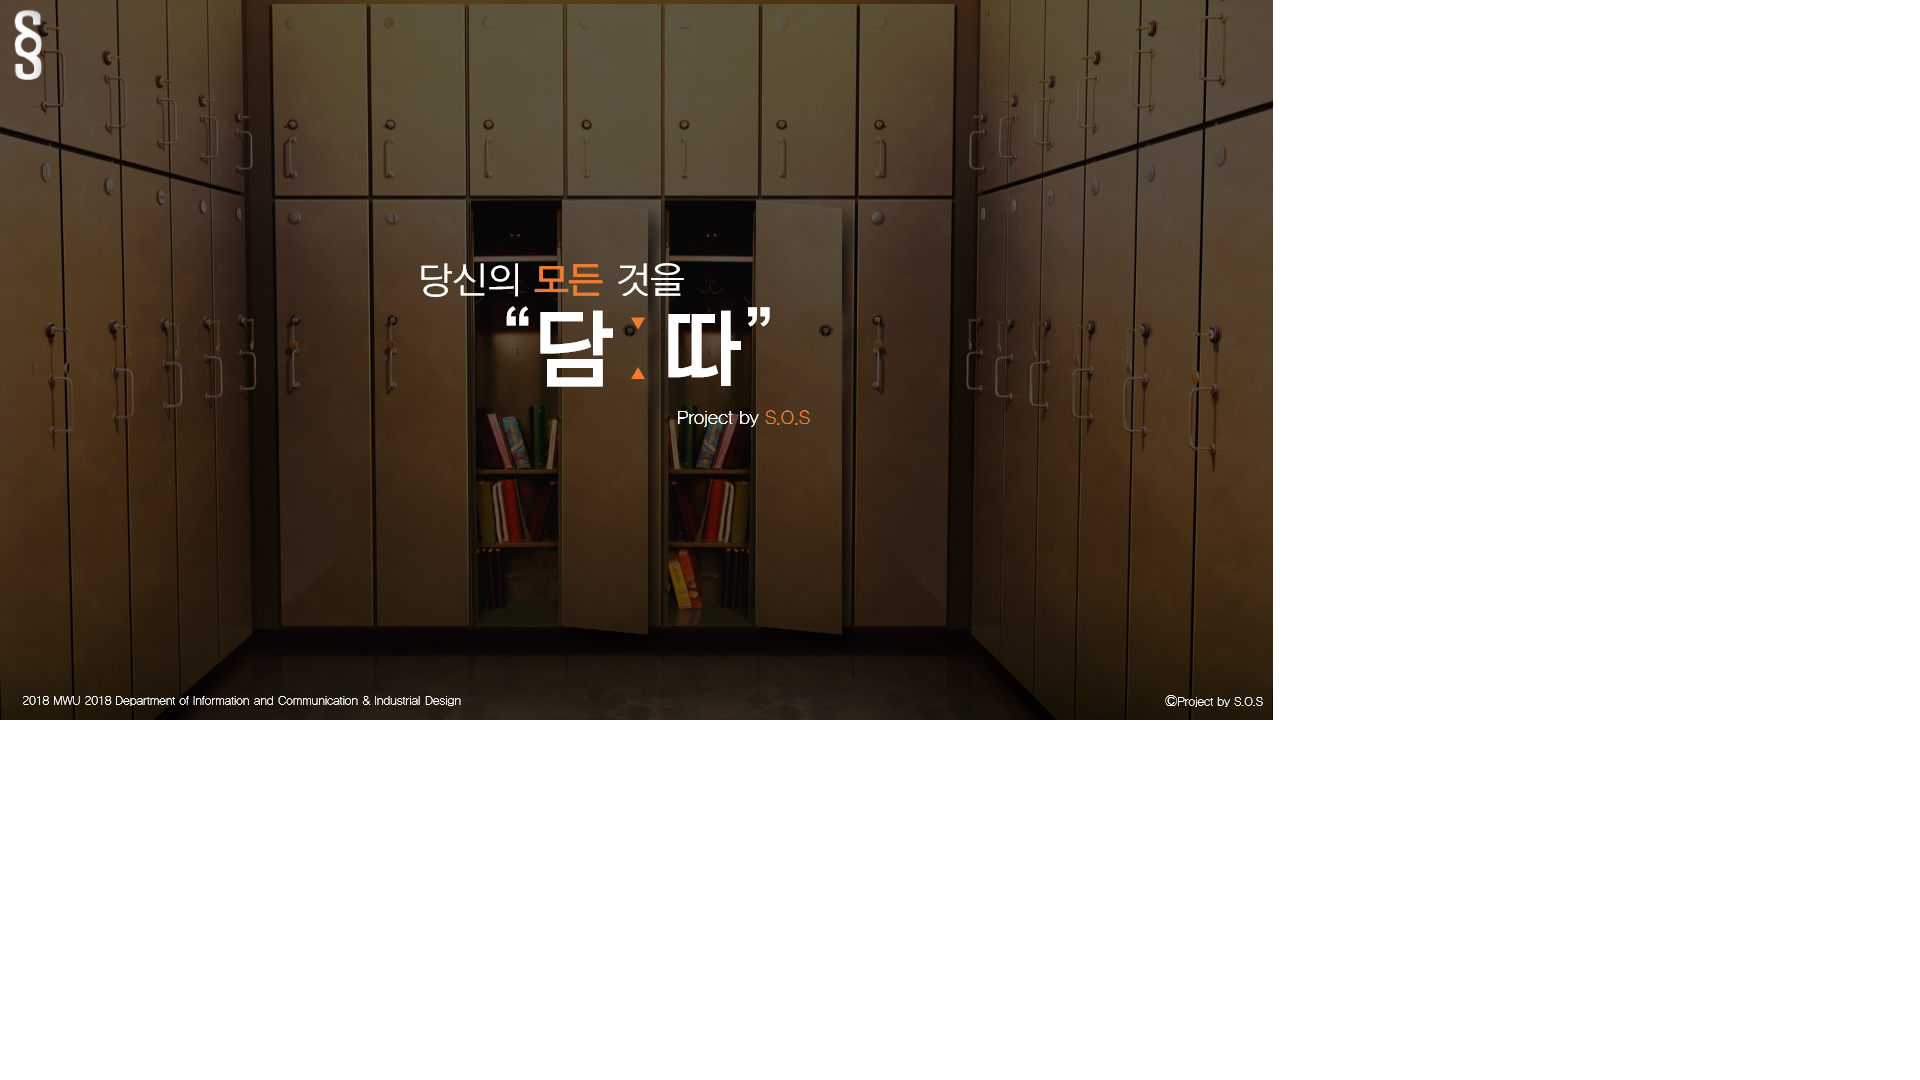 당신의 모든 것을
“담 : 따”
Project by S.O.S
2018 MWU 2018 Department of Information and Communication & Industrial Design
©Project by S.O.S